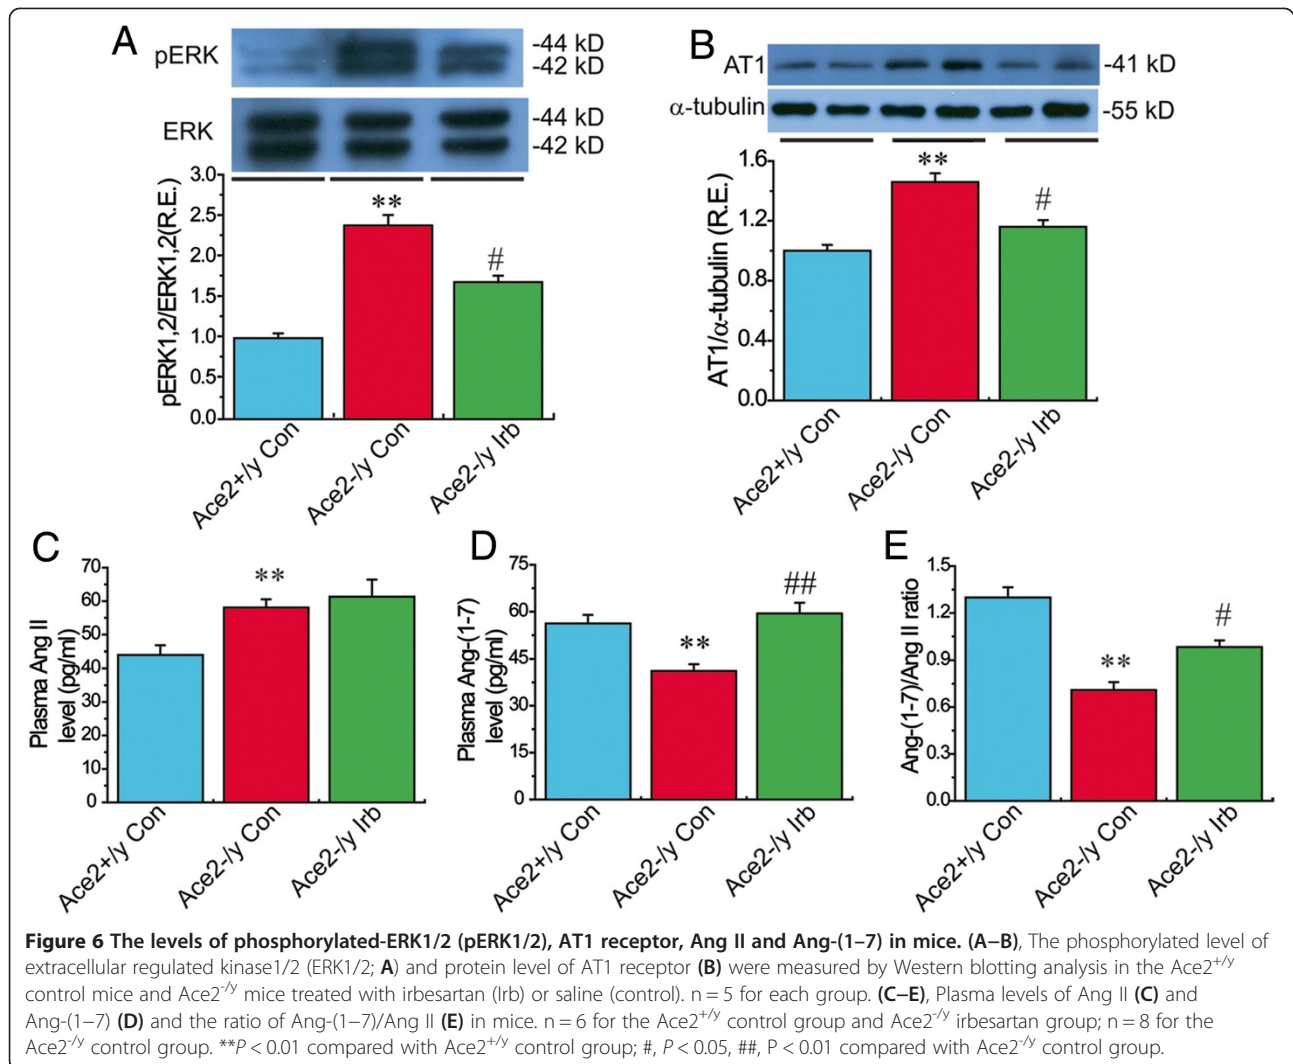 A
pERK
-44 kD
-42 kD
ERK
-44 kD
-42 kD
pERK1,2/ERK1,2(R.E.)
3.0
2.5
2.0
1.5
1.0
0.5
0.0
**
#
Ace2+/y Con
Ace2-/y Con
Ace2-/y Irb
B
AT1
-41 kD
α-tubulin
-55 kD
AT1/α-tubulin (R.E.)
1.6
1.2
0.8
0.4
0.0
**
#
Ace2+/y Con
Ace2-/y Con
Ace2-/y Irb
C
Plasma Ang II
level (pg/ml)
70
60
50
40
30
20
10
0
**
Ace2+/y Con
Ace2-/y Con
Ace2-/y Irb
D
Plasma Ang-(1-7)
level (pg/ml)
75
60
45
30
15
0
**
##
Ace2+/y Con
Ace2-/y Con
Ace2-/y Irb
E
Ang-(1-7)/Ang II ratio
1.5
1.2
0.9
0.6
0.3
0.0
**
#
Ace2+/y Con
Ace2-/y Con
Ace2-/y Irb
Figure 6 The levels of phosphorylated-ERK1/2 (pERK1/2), AT1 receptor, Ang II and Ang-(1–7) in mice. (A–B), The phosphorylated level of
extracellular regulated kinase1/2 (ERK1/2; A) and protein level of AT1 receptor (B) were measured by Western blotting analysis in the Ace2+/y
control mice and Ace2-/y mice treated with irbesartan (Irb) or saline (control). n = 5 for each group. (C–E), Plasma levels of Ang II (C) and
Ang-(1–7) (D) and the ratio of Ang-(1–7)/Ang II (E) in mice. n = 6 for the Ace2+/y control group and Ace2-/y irbesartan group; n = 8 for the
Ace2-/y control group. **P < 0.01 compared with Ace2+/y control group; #, P < 0.05, ##, P < 0.01 compared with Ace2-/y control group.